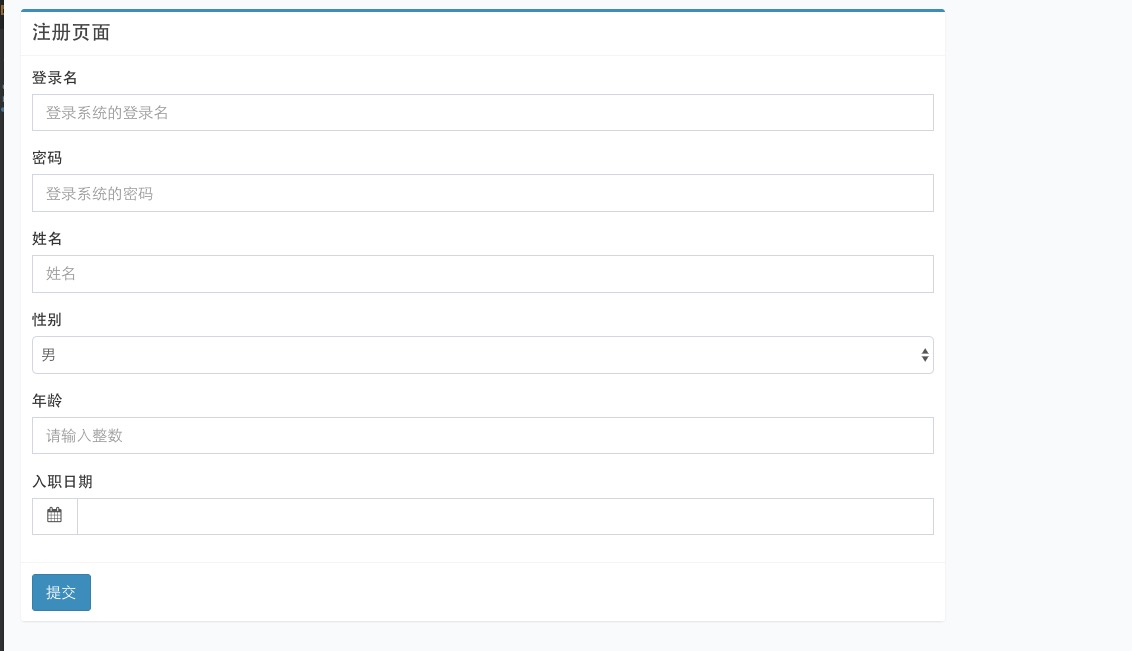 注册页面
登录名
登录系统的登录名
密码
登录系统的密码
姓名
姓名
性别
男
年龄
请输入整数
入职日期
提交